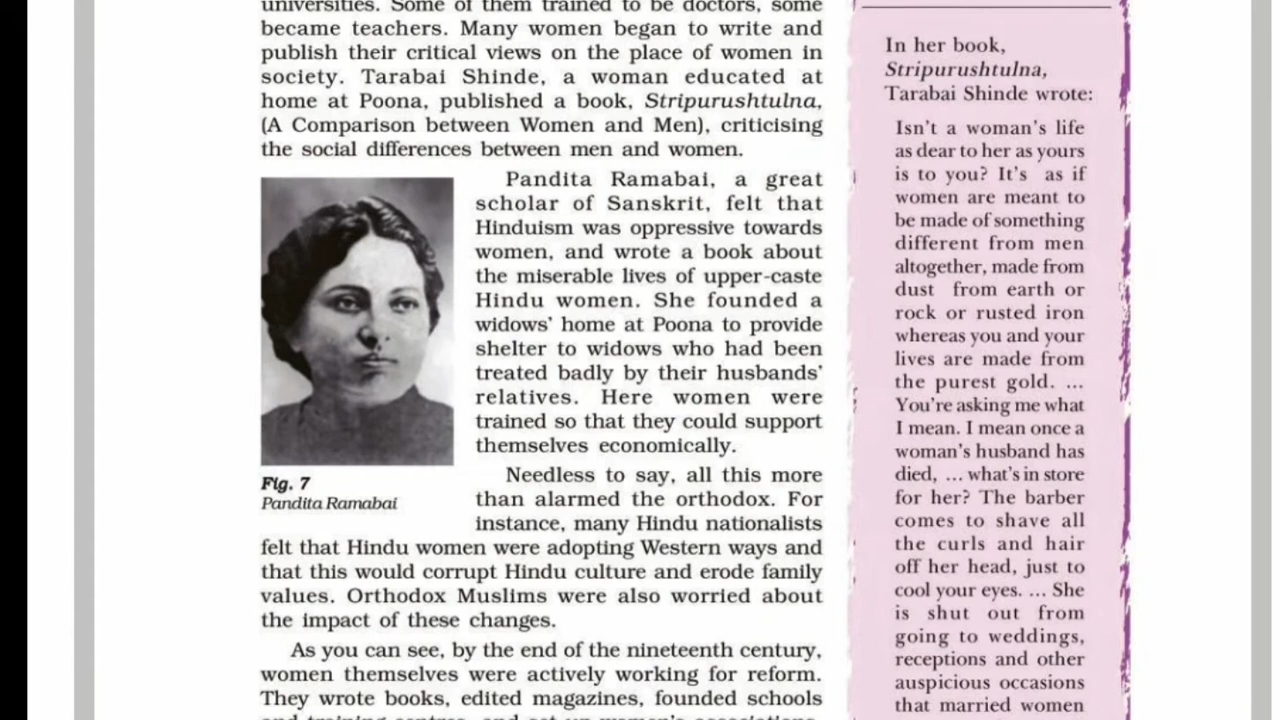 universities. Some of them trained to be doctors, some
became teachers. Many women began to write and
publish their critical views on the place of women in
society. Tarabai Shinde, a woman educated at
home at Poona, published a book, Stripurushtulna,
(A Comparison between Women and Men), criticising
the social differences between men and women.
Pandita Ramabai, a great
scholar of Sanskrit, felt that
Hinduism was oppressive towards
women, and wrote a book about
the miserable lives of upper-caste
Hindu women. She founded a
widows' home at Poona to provide
shelter to widows who had been
treated badly by their husbands'
relatives. Here women were
trained so that they could support
themselves economically.
Fig. 7
Pandita Ramabai
Needless to say, all this more
than alarmed the orthodox. For
instance, many Hindu nationalists
felt that Hindu women were adopting Western ways and
that this would corrupt Hindu culture and erode family
values. Orthodox Muslims were also worried about
the impact of these changes.
As you can see, by the end of the nineteenth century,
women themselves were actively working for reform.
They wrote books, edited magazines, founded schools
and training centres, and set up women's associations.
In her book,
Stripurushtulna,
Tarabai Shinde wrote:
Isn't a woman's life
as dear to her as yours
is to you? It's as if
women are meant to
be made of something
different from men
altogether, made from
dust from earth or
rock or rusted iron
whereas you and your
lives are made from
the purest gold. ...
You're asking me what
I mean. I mean once a
woman's husband has
died, ... what's in store
for her? The barber
comes to shave all
the curls and hair
off her head, just to
cool your eyes. ... She
is shut out from
going to weddings,
receptions and other
auspicious occasions
that married women